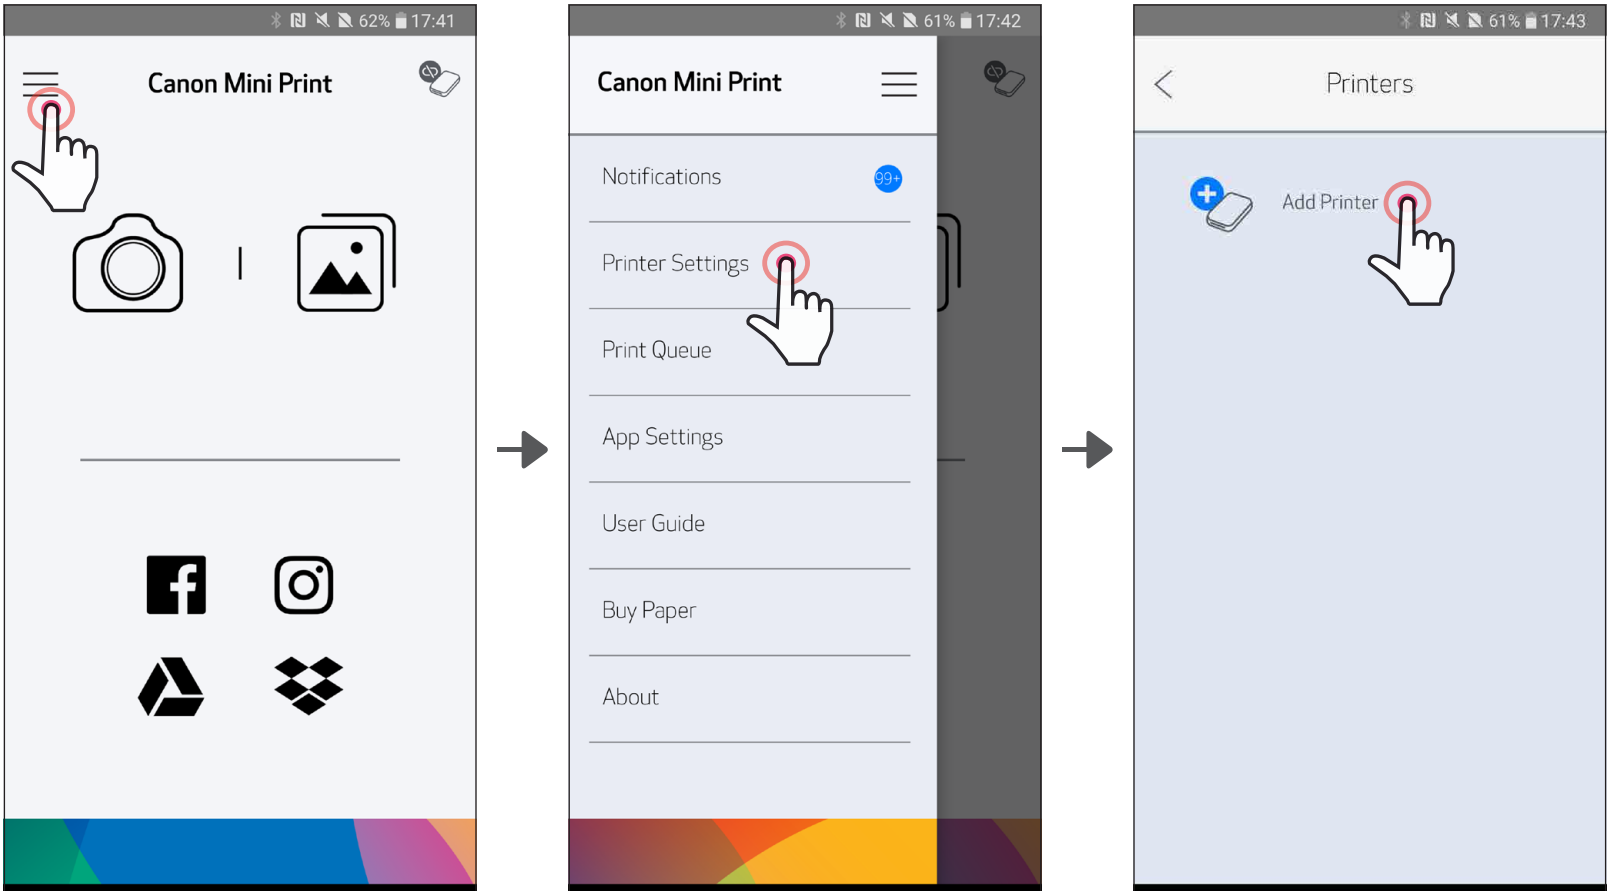 62% 17:41
Canon Mini Print
61% 17:42
Canon Mini Print
Notifications
99+
Printer Settings
Print Queue
App Settings
User Guide
Buy Paper
About
61% 17:43
Printers
Add Printer